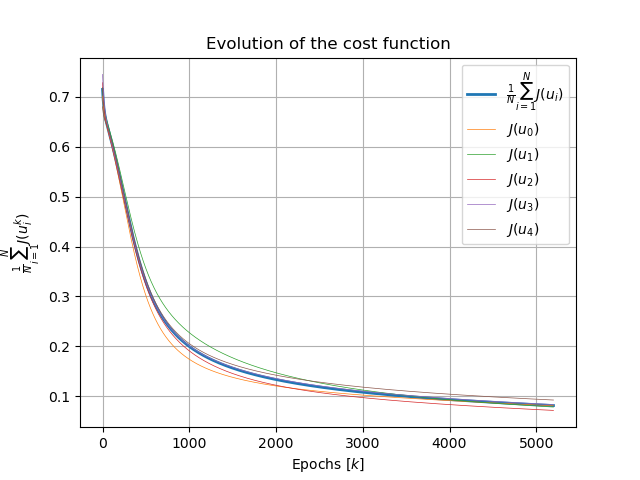 Evolution of the cost function
0.7
0.6
0.5
0.4
0.3
0.2
0.1
0
1000
2000
3000
4000
5000
Epochs [k]
\frac{1}{N}\sum_{i=1}^{N} J(u_i^k)
\frac{1}{N}\sum_{i=1}^{N} J(u_i)
J(u_0)
J(u_1)
J(u_2)
J(u_3)
J(u_4)